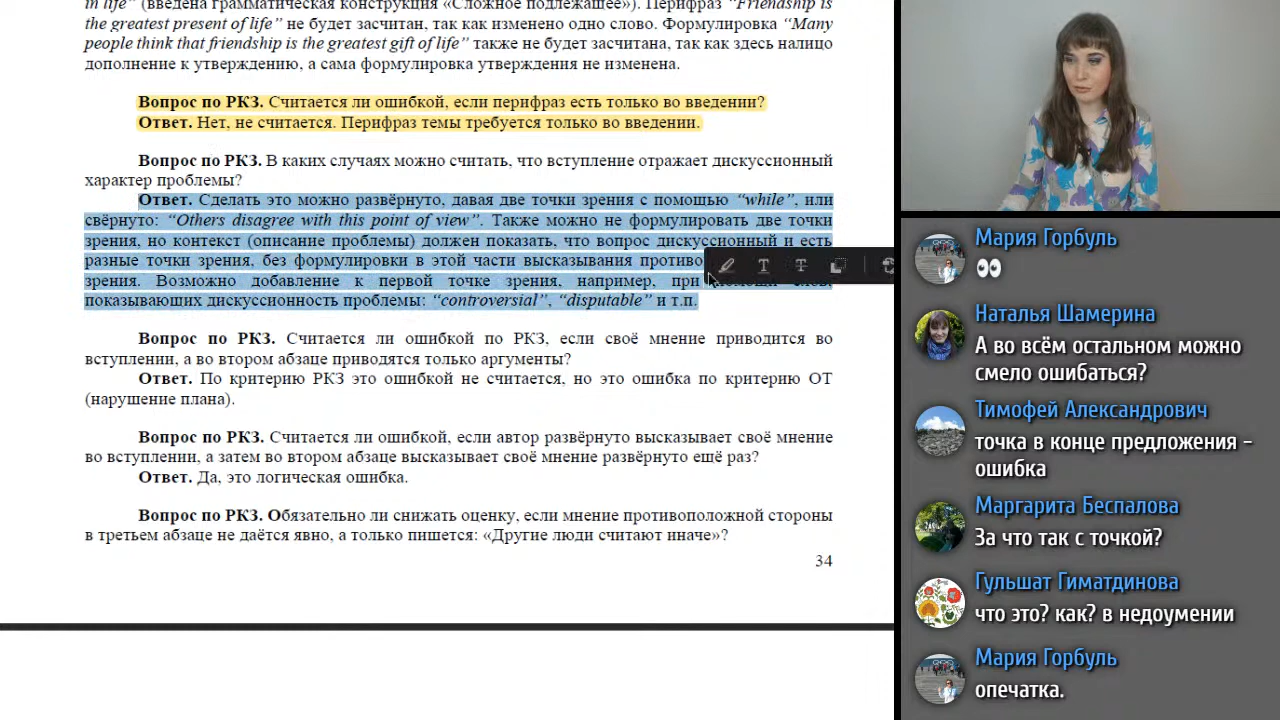 in life” (введена грамматическая конструкция «Сложное подлежащее»). Перифраз “Friendship is
the greatest present of life” не будет засчитан, так как изменено одно слово. Формулировка “Many
people think that friendship is the greatest gift of life” также не будет засчитана, так как здесь налицо
дополнение к утверждению, а сама формулировка утверждения не изменена.
Вопрос по РКЗ. Считается ли ошибкой, если перифраз есть только во введении?
Ответ. Нет, не считается. Перифраз темы требуется только во введении.
Вопрос по РКЗ. В каких случаях можно считать, что вступление отражает дискуссионный
характер проблемы?
Ответ. Сделать это можно развёрнуто, давая две точки зрения с помощью “while”, или
свёрнуто: “Others disagree with this point of view”. Также можно не формулировать две точки
зрения, но контекст (описание проблемы) должен показать, что вопрос дискуссионный и есть
разные точки зрения, без формулировки в этой части высказывания противо
зрения. Возможно добавление к первой точке зрения, например, при помощи слов,
показывающих дискуссионность проблемы: “controversial”, “disputable” и т.п.
Вопрос по РКЗ. Считается ли ошибкой по РКЗ, если своё мнение приводится во
вступлении, а во втором абзаце приводятся только аргументы?
Ответ. По критерию РКЗ это ошибкой не считается, но это ошибка по критерию ОТ
(нарушение плана).
Вопрос по РКЗ. Считается ли ошибкой, если автор развёрнуто высказывает своё мнение
во вступлении, а затем во втором абзаце высказывает своё мнение развёрнуто ещё раз?
Ответ. Да, это логическая ошибка.
Вопрос по РКЗ. Обязательно ли снижать оценку, если мнение противоположной стороны
в третьем абзаце не даётся явно, а только пишется: «Другие люди считают иначе»?
34
Мария Горбуль
👀
Наталья Шамерина
А во всём остальном можно
смело ошибаться?
Тимофей Александрович
точка в конце предложения -
ошибка
Маргарита Беспалова
За что так с точкой?
Гульшат Гиматдинова
что это? как? в недоумении
Мария Горбуль
опечатка.